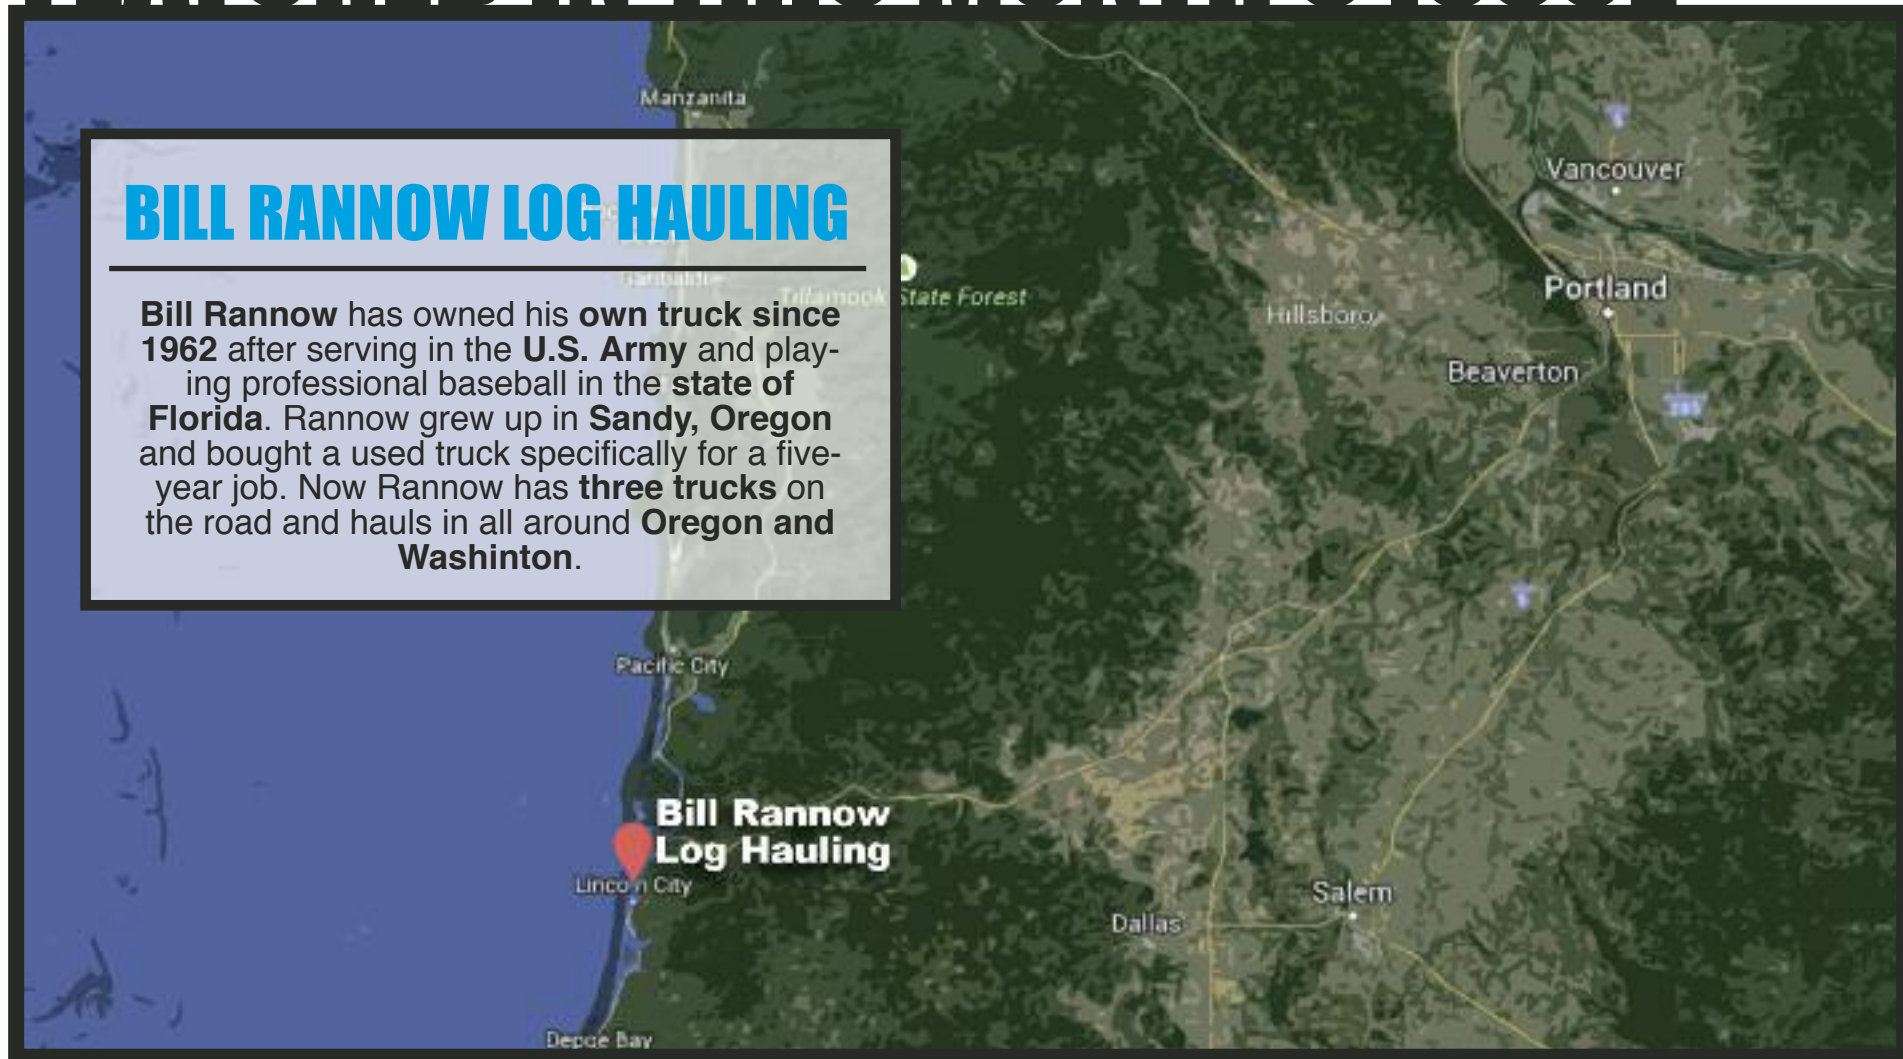 Manzanita
BILL RANNOW LOG HAULING
Bill Rannow has owned his own truck since
1962 after serving in the U.S. Army and play-
ing professional baseball in the state of
Florida. Rannow grew up in Sandy, Oregon
and bought a used truck specifically for a five-
year job. Now Rannow has three trucks on
the road and hauls in all around Oregon and
Washinton.
Garibaldi
Tillamook State Forest
Vancouver
Portland
Hillsboro
Beaverton
205
5
Pacific City
Bill Rannow
Log Hauling
Lincoln City
Salem
Dallas
Depoe Bay